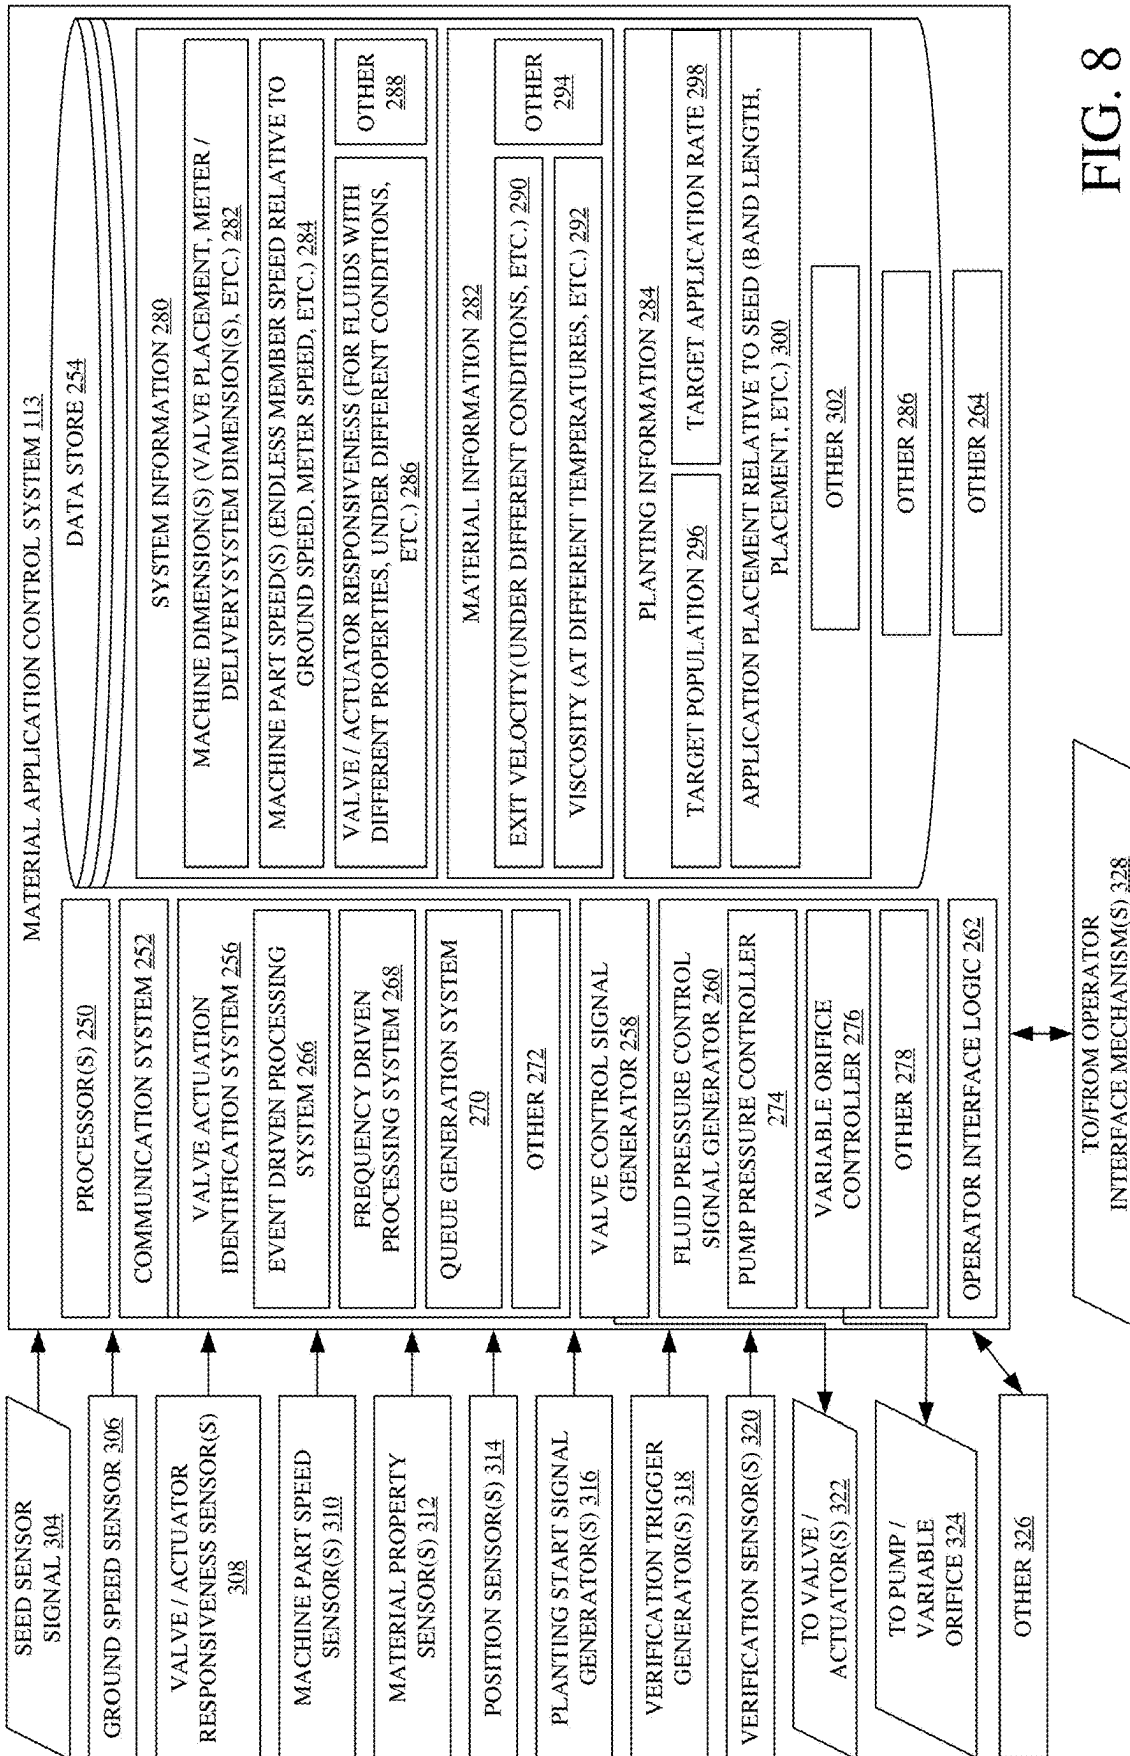 MATERIAL APPLICATION CONTROL SYSTEM 113
SEED SENSOR
SIGNAL 304
GROUND SPEED SENSOR 306
VALVE / ACTUATOR
RESPONSIVENESS SENSOR(S)
308
MACHINE PART SPEED
SENSOR(S) 310
MATERIAL PROPERTY
SENSOR(S) 312
POSITION SENSOR(S) 314
PLANTING START SIGNAL
GENERATOR(S) 316
VERIFICATION TRIGGER
GENERATOR(S) 318
VERIFICATION SENSOR(S) 320
TO VALVE /
ACTUATOR(S) 322
TO PUMP /
VARIABLE
ORIFICE 324
OTHER 326
PROCESSOR(S) 250
COMMUNICATION SYSTEM 252
VALVE ACTUATION
IDENTIFICATION SYSTEM 256
EVENT DRIVEN PROCESSING
SYSTEM 266
FREQUENCY DRIVEN
PROCESSING SYSTEM 268
QUEUE GENERATION SYSTEM
270
OTHER 272
VALVE CONTROL SIGNAL
GENERATOR 258
FLUID PRESSURE CONTROL
SIGNAL GENERATOR 260
PUMP PRESSURE CONTROLLER
274
VARIABLE ORIFICE
CONTROLLER 276
OTHER 278
OPERATOR INTERFACE LOGIC 262
DATA STORE 254
SYSTEM INFORMATION 280
MACHINE DIMENSION(S) (VALVE PLACEMENT, METER /
DELIVERYSYSTEM DIMENSION(S), ETC.) 282
MACHINE PART SPEED(S) (ENDLESS MEMBER SPEED RELATIVE TO
GROUND SPEED, METER SPEED, ETC.) 284
VALVE / ACTUATOR RESPONSIVENESS (FOR FLUIDS WITH
DIFFERENT PROPERTIES, UNDER DIFFERENT CONDITIONS,
ETC.) 286
OTHER
288
MATERIAL INFORMATION 282
EXIT VELOCITY(UNDER DIFFERENT CONDITIONS, ETC.) 290
VISCOSITY (AT DIFFERENT TEMPERATURES, ETC.) 292
OTHER
294
PLANTING INFORMATION 284
TARGET POPULATION 296
TARGET APPLICATION RATE 298
APPLICATION PLACEMENT RELATIVE TO SEED (BAND LENGTH,
PLACEMENT, ETC.) 300
OTHER 302
OTHER 286
OTHER 264
TO/FROM OPERATOR
INTERFACE MECHANISM(S) 328
FIG. 8